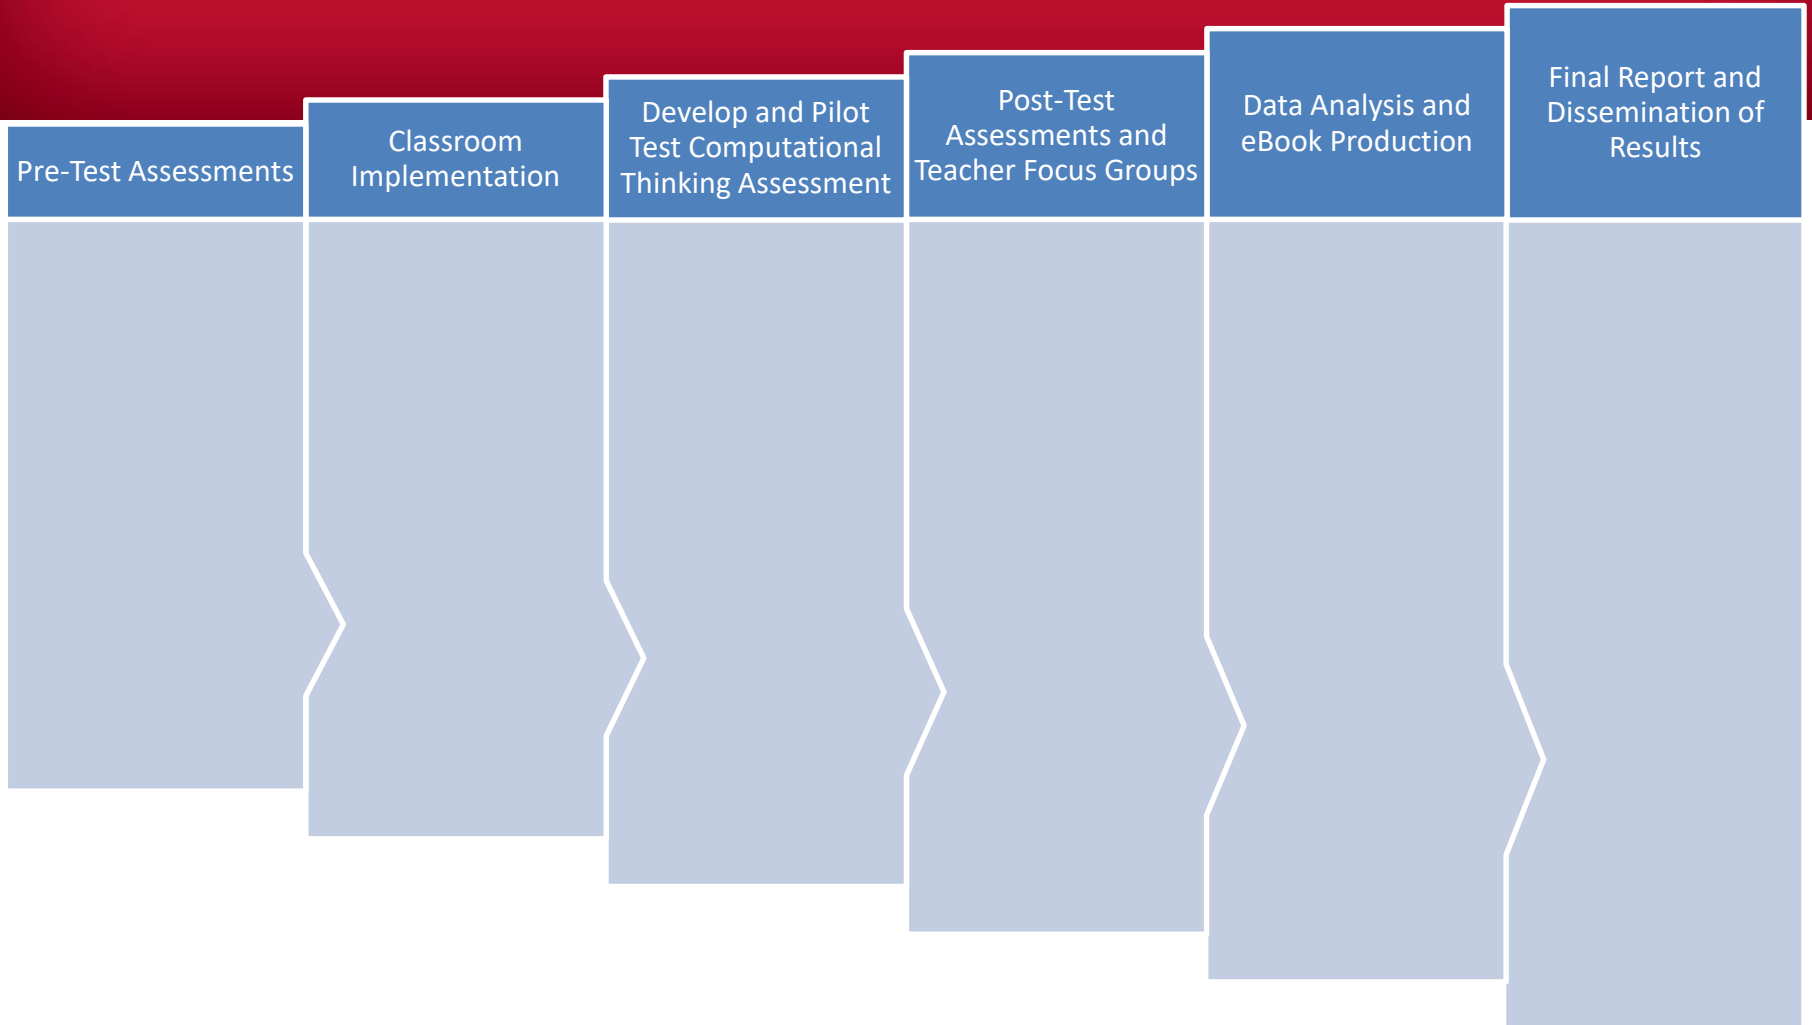 Pre-Test Assessments
Classroom
Implementation
Develop and Pilot
Test Computational
Thinking Assessment
Post-Test
Assessments and
Teacher Focus Groups
Data Analysis and
eBook Production
Final Report and
Dissemination of
Results